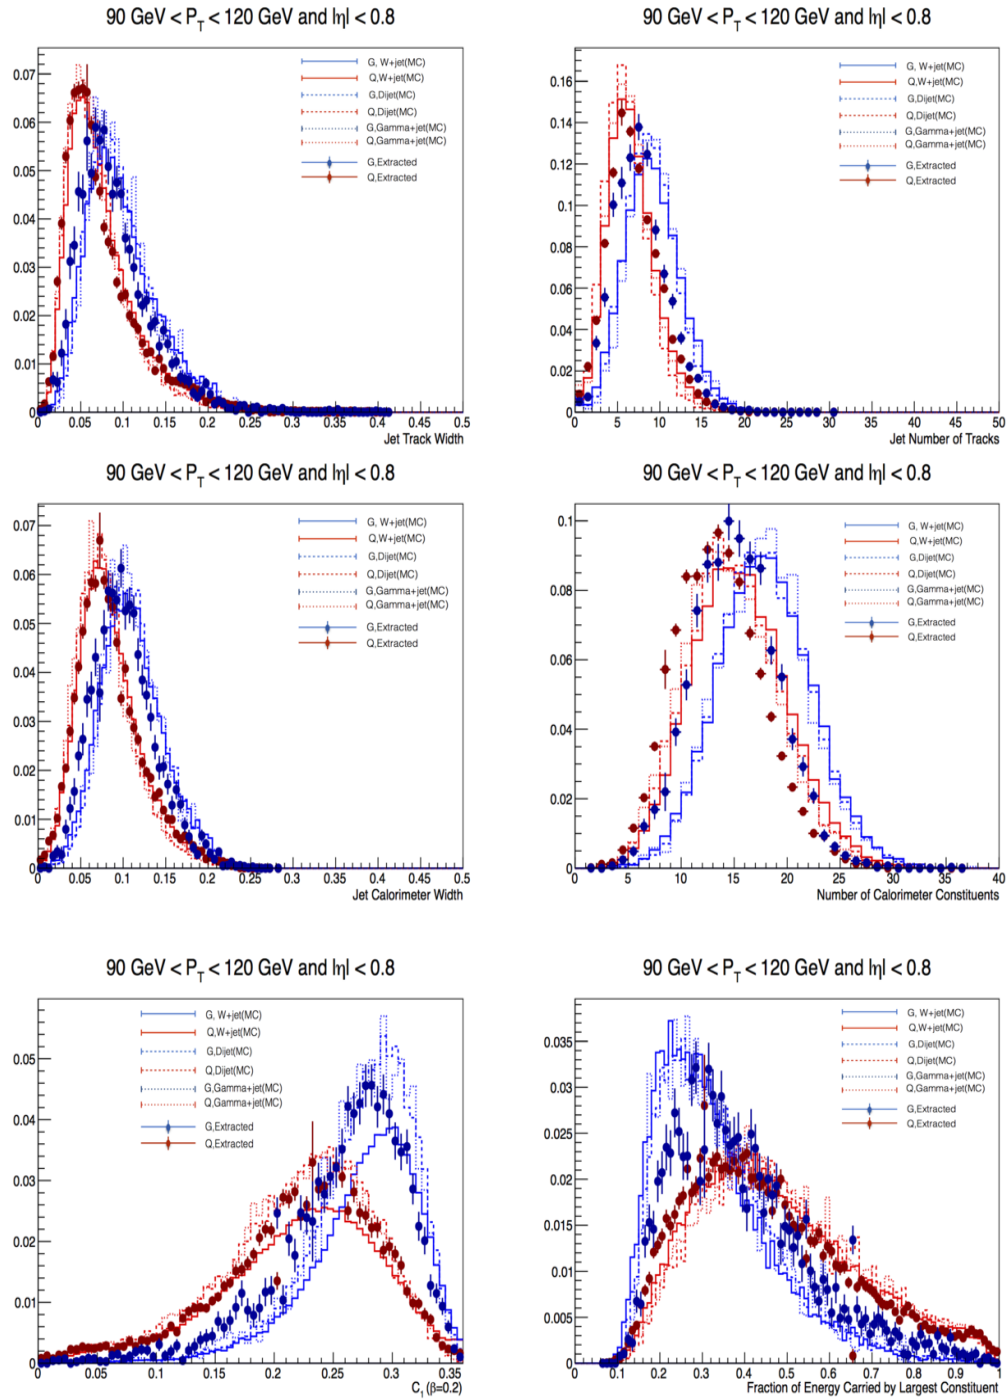 90 GeV < P_T < 120 GeV and |η| < 0.8
G, W+jet(MC)
Q,W+jet(MC)
G,Dijet(MC)
Q,Dijet(MC)
G,Gamma+jet(MC)
Q,Gamma+jet(MC)
G,Extracted
Q,Extracted
0.07
0.06
0.05
0.04
0.03
0.02
0.01
0
0 0.05 0.1 0.15 0.2 0.25 0.3 0.35 0.4 0.45 0.5
Jet Track Width
90 GeV < P_T < 120 GeV and |η| < 0.8
G, W+jet(MC)
Q,W+jet(MC)
G,Dijet(MC)
Q,Dijet(MC)
G,Gamma+jet(MC)
Q,Gamma+jet(MC)
G,Extracted
Q,Extracted
0.16
0.14
0.12
0.1
0.08
0.06
0.04
0.02
0
0 5 10 15 20 25 30 35 40 45 50
Jet Number of Tracks
90 GeV < P_T < 120 GeV and |η| < 0.8
G, W+jet(MC)
Q,W+jet(MC)
G,Dijet(MC)
Q,Dijet(MC)
G,Gamma+jet(MC)
Q,Gamma+jet(MC)
G,Extracted
Q,Extracted
0.07
0.06
0.05
0.04
0.03
0.02
0.01
0
0 0.05 0.1 0.15 0.2 0.25 0.3 0.35 0.4 0.45 0.5
Jet Calorimeter Width
90 GeV < P_T < 120 GeV and |η| < 0.8
G, W+jet(MC)
Q,W+jet(MC)
G,Dijet(MC)
Q,Dijet(MC)
G,Gamma+jet(MC)
Q,Gamma+jet(MC)
G,Extracted
Q,Extracted
0.1
0.08
0.06
0.04
0.02
0
0 5 10 15 20 25 30 35 40
Number of Calorimeter Constituents
90 GeV < P_T < 120 GeV and |η| < 0.8
G, W+jet(MC)
Q,W+jet(MC)
G,Dijet(MC)
Q,Dijet(MC)
G,Gamma+jet(MC)
Q,Gamma+jet(MC)
G,Extracted
Q,Extracted
0.05
0.04
0.03
0.02
0.01
0
0 0.05 0.1 0.15 0.2 0.25 0.3 0.35
C_1(β=0.2)
90 GeV < P_T < 120 GeV and |η| < 0.8
G, W+jet(MC)
Q,W+jet(MC)
G,Dijet(MC)
Q,Dijet(MC)
G,Gamma+jet(MC)
Q,Gamma+jet(MC)
G,Extracted
Q,Extracted
0.035
0.03
0.025
0.02
0.015
0.01
0.005
0
0 0.1 0.2 0.3 0.4 0.5 0.6 0.7 0.8 0.9
Fraction of Energy Carried by Largest Constituent